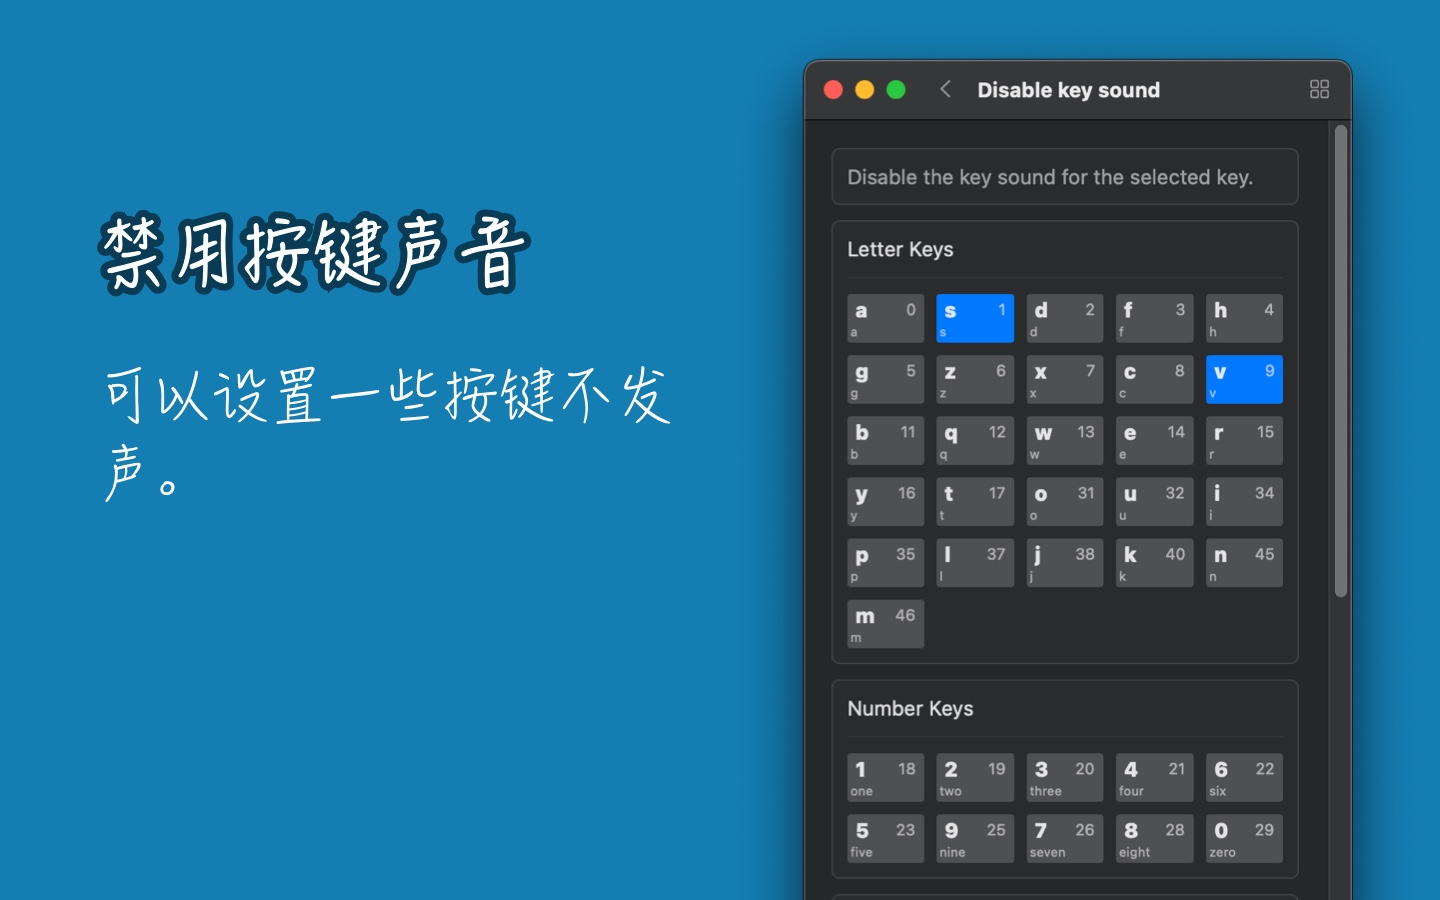 禁用按键声音
可以设置一些按键不发
声。
Disable key sound
Disable the key sound for the selected key.
Letter Keys
a 0 s 1 d 2 f 3 h 4
a s d f h
g 5 z 6 x 7 c 8 v 9
g z x c v
b 11 q 12 w 13 e 14 r 15
b q w e r
y 16 t 17 o 31 u 32 i 34
y t o u i
p 35 l 37 j 38 k 40 n 45
p l j k n
m 46
m
Number Keys
1 18 2 19 3 20 4 21 6 22
one two three four six
5 23 9 25 7 26 8 28 0 29
five nine seven eight zero